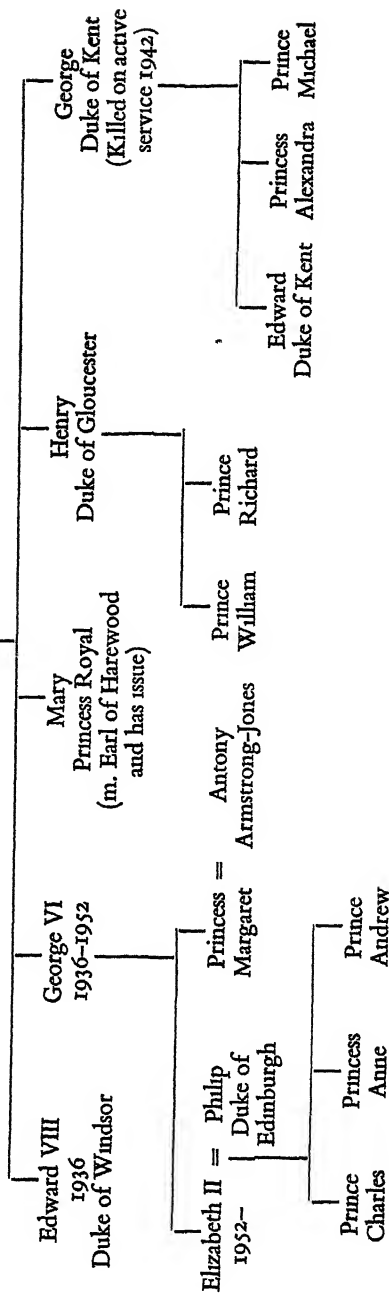 Edward VIII
1936
Duke of Windsor
George VI
1936–1952
Mary
Princess Royal
(m. Earl of Harewood
and has issue)
Henry
Duke of Gloucester
George
Duke of Kent
(Killed on active
service 1942)
Elizabeth II = Philip
1952–
Duke of
Edinburgh
Princess = Antony
Margaret
Armstrong-Jones
Prince
William
Prince
Richard
Edward
Duke of Kent
Princess
Alexandra
Prince
Michael
Prince
Charles
Princess
Anne
Prince
Andrew